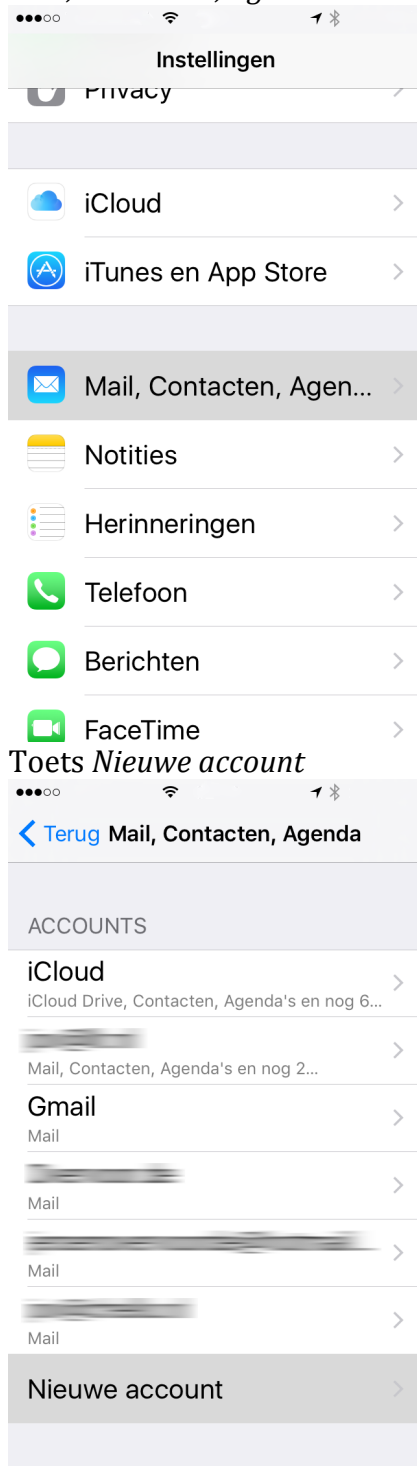 Instellingen
Privacy
iCloud
iTunes en App Store
Mail, Contacten, Agen...
Notities
Herinneringen
Telefoon
Berichten
FaceTime
Toets Nieuwe account
Terug Mail, Contacten, Agenda
ACCOUNTS
iCloud
iCloud Drive, Contacten, Agenda's en nog 6...
Mail, Contacten, Agenda's en nog 2...
Gmail
Mail
Mail
Mail
Mail
Nieuwe account